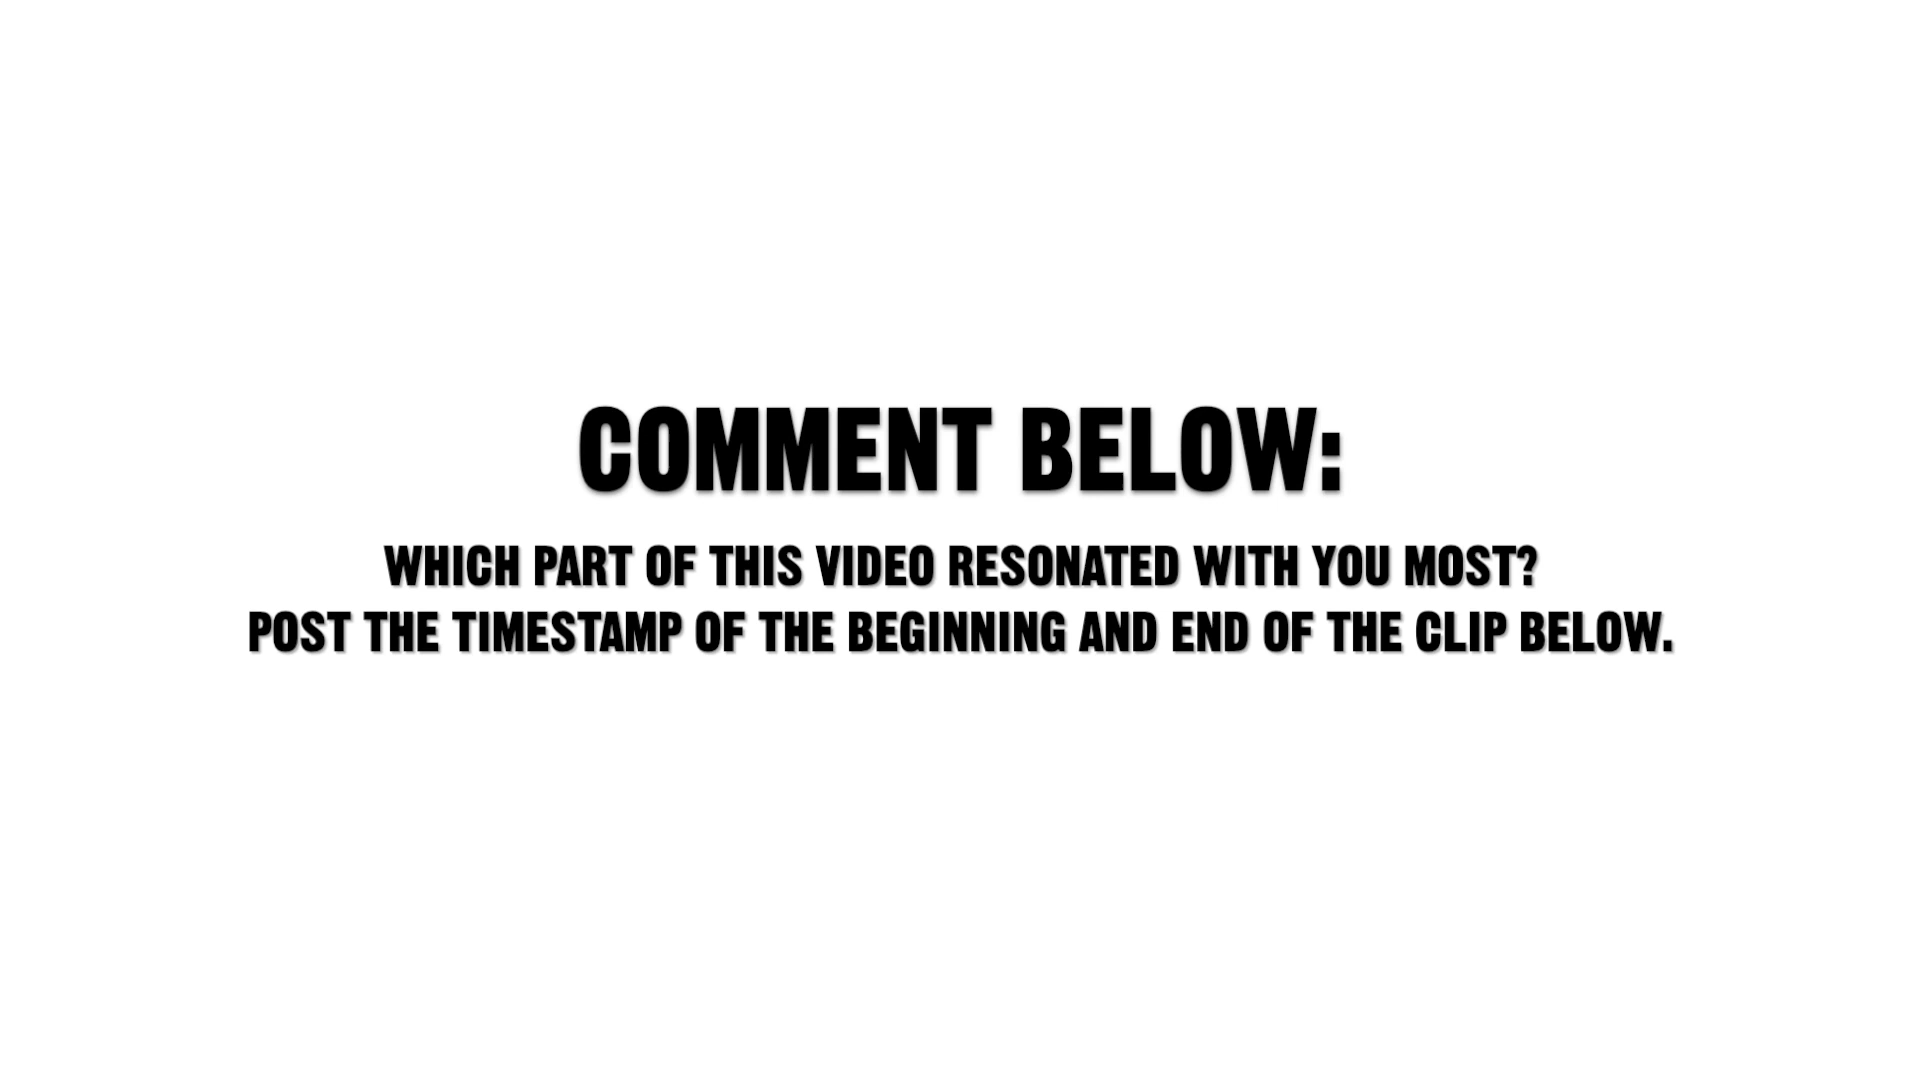 COMMENT BELOW:
WHICH PART OF THIS VIDEO RESONATED WITH YOU MOST?
POST THE TIMESTAMP OF THE BEGINNING AND END OF THE CLIP BELOW.